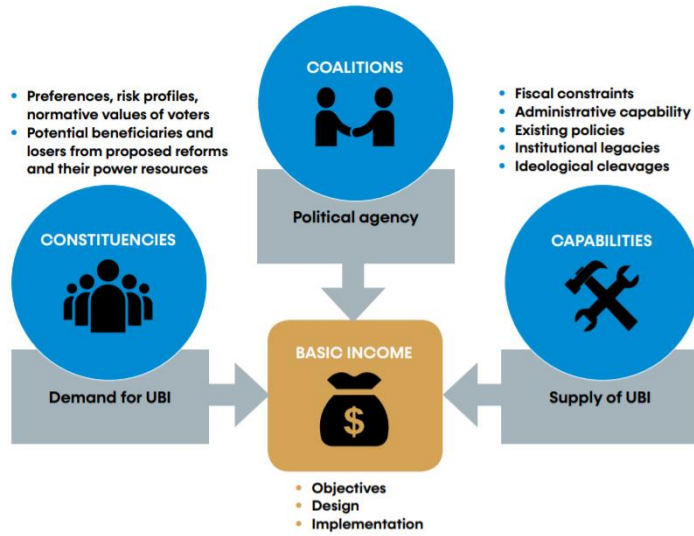 COALITIONS
• Preferences, risk profiles,
normative values of voters
• Potential beneficiaries and
losers from proposed reforms
and their power resources
• Fiscal constraints
• Administrative capability
• Existing policies
• Institutional legacies
• Ideological cleavages
Political agency
CONSTITUENCIES
CAPABILITIES
BASIC INCOME
$
Demand for UBI
Supply of UBI
• Objectives
• Design
• Implementation